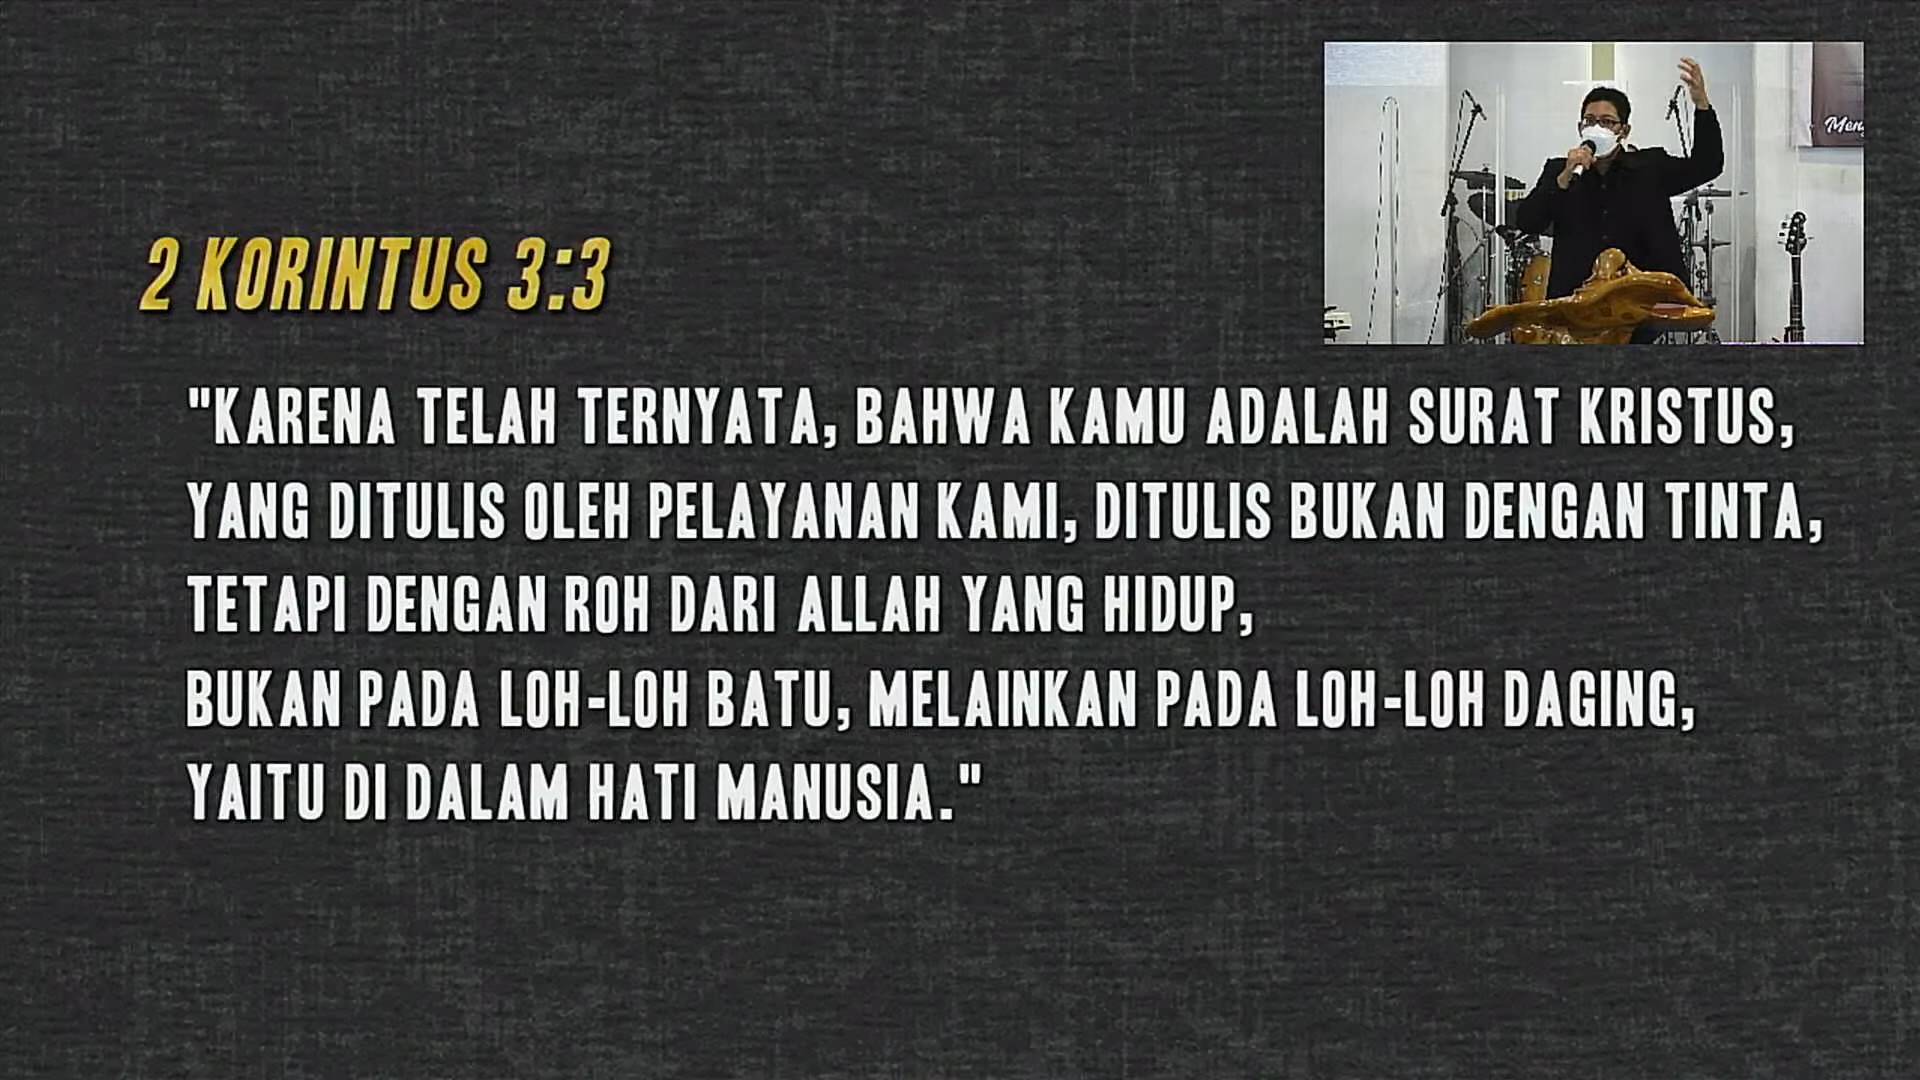 2 KORINTUS 3:3
"KARENA TELAH TERNYATA, BAHWA KAMU ADALAH SURAT KRISTUS,
YANG DITULIS OLEH PELAYANAN KAMI, DITULIS BUKAN DENGAN TINTA,
TETAPI DENGAN ROH DARI ALLAH YANG HIDUP,
BUKAN PADA LOH-LOH BATU, MELAINKAN PADA LOH-LOH DAGING,
YAITU DI DALAM HATI MANUSIA."